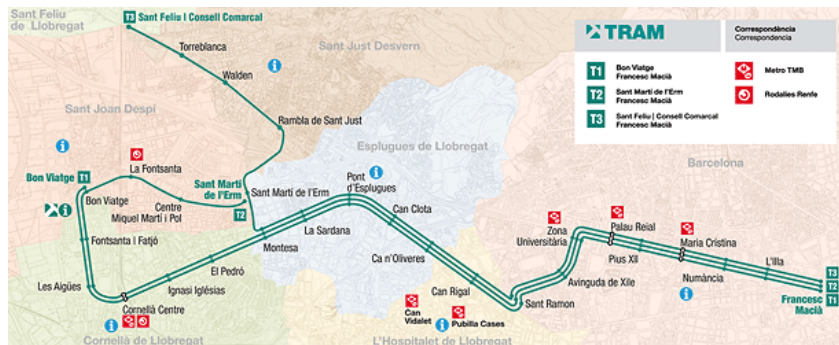 Sant Feliu
de Llobregat
T3 Sant Feliu | Consell Comarcal
Torreblanca
Sant Just Desvern
Walden
Rambla de Sant Just
Sant Joan Despí
La Fontsanta
Bon Viatge T1
Bon Viatge
Centre
Miquel Martí i Pol
Sant Martí
de l'Erm
T2
Sant Martí de l'Erm
Esplugues de Llobregat
Pont
d'Esplugues
Can Clota
La Sardana
Montesa
Fontsanta i Fatjó
El Pedró
Ignasi Iglésias
Les Aigües
Cornellà Centre
Cornellà de Llobregat
Ca n'Oliveres
Can Rigal
Can
Vidalet
Pubilla Cases
L'Hospitalet de Llobregat
Sant Ramon
Avinguda de Xile
Zona
Universitària
Palau Reial
Pius XII
Maria Cristina
Numància
L'Illa
Barcelona
T3
T2
T1
Francesc
Macià
TRAM
Correspondència
Correspondencia
T1 Bon Viatge
Francesc Macià
T2 Sant Martí de l'Erm
Francesc Macià
T3 Sant Feliu | Consell Comarcal
Francesc Macià
Metro TMB
Rodalies Renfe